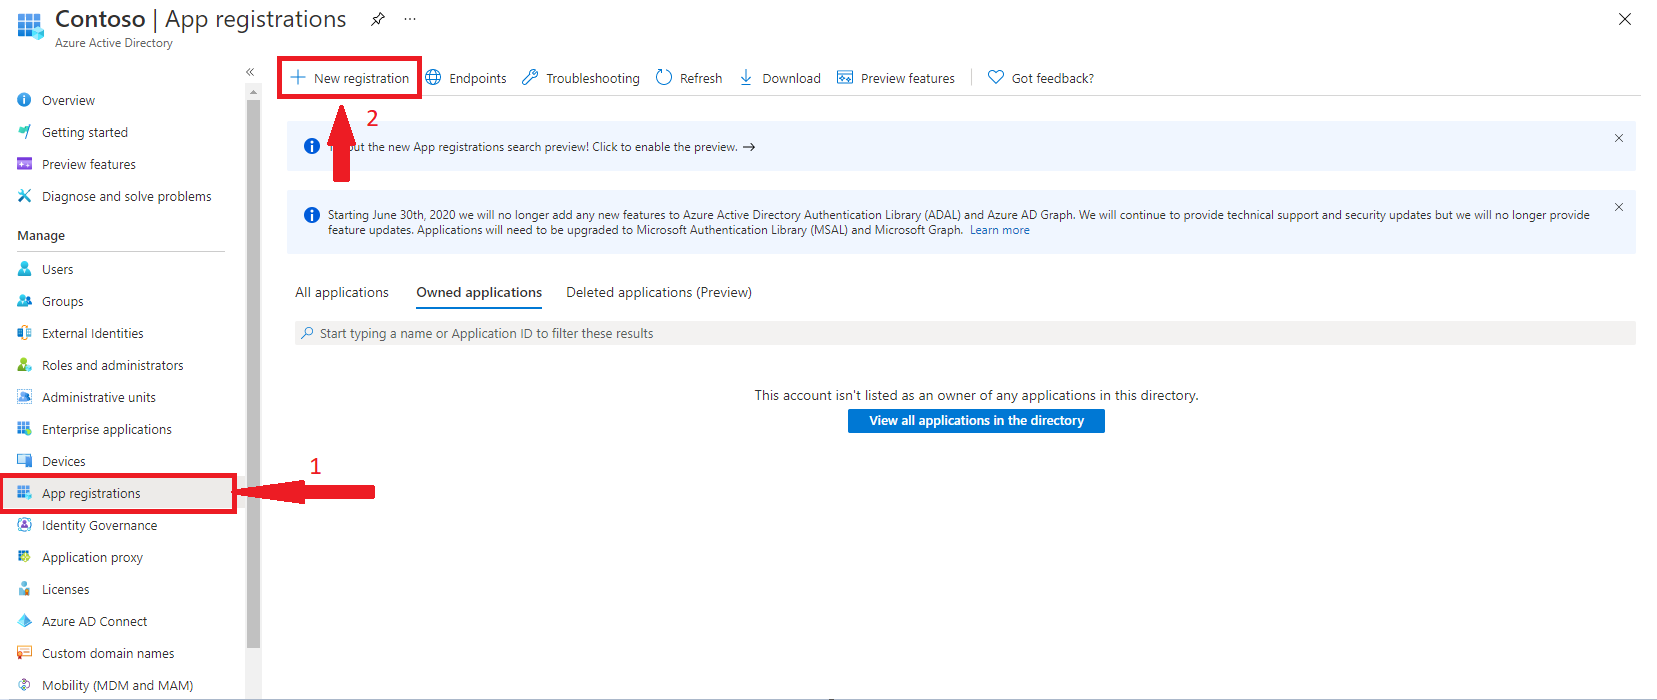 Contoso | App registrations
Azure Active Directory
New registration
Endpoints
Troubleshooting
Refresh
Download
Preview features
Got feedback?
2
out the new App registrations search preview! Click to enable the preview. →
Starting June 30th, 2020 we will no longer add any new features to Azure Active Directory Authentication Library (ADAL) and Azure AD Graph. We will continue to provide technical support and security updates but we will no longer provide
feature updates. Applications will need to be upgraded to Microsoft Authentication Library (MSAL) and Microsoft Graph. Learn more
All applications
Owned applications
Deleted applications (Preview)
Start typing a name or Application ID to filter these results
This account isn't listed as an owner of any applications in this directory.
View all applications in the directory
Overview
Getting started
Preview features
Diagnose and solve problems
Manage
Users
Groups
External Identities
Roles and administrators
Administrative units
Enterprise applications
Devices
App registrations
1
Identity Governance
Application proxy
Licenses
Azure AD Connect
Custom domain names
Mobility (MDM and MAM)